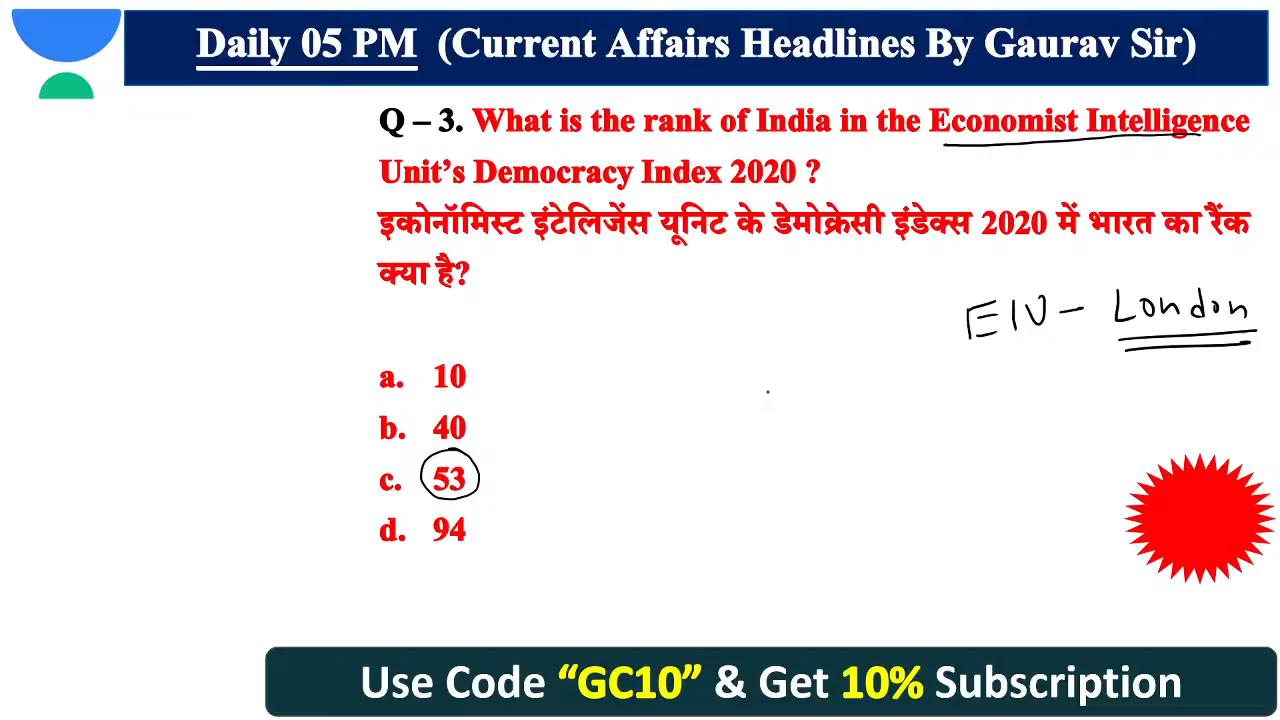 Daily 05 PM (Current Affairs Headlines By Gaurav Sir)
Q – 3. What is the rank of India in the Economist Intelligence
Unit’s Democracy Index 2020 ?
इकोनॉमिस्ट इंटेलिजेंस यूनिट के डेमोक्रेसी इंडेक्स 2020 में भारत का रैंक
क्या है?
EIU – London
a. 10
b. 40
c. 53
d. 94
Use Code “GC10” & Get 10% Subscription